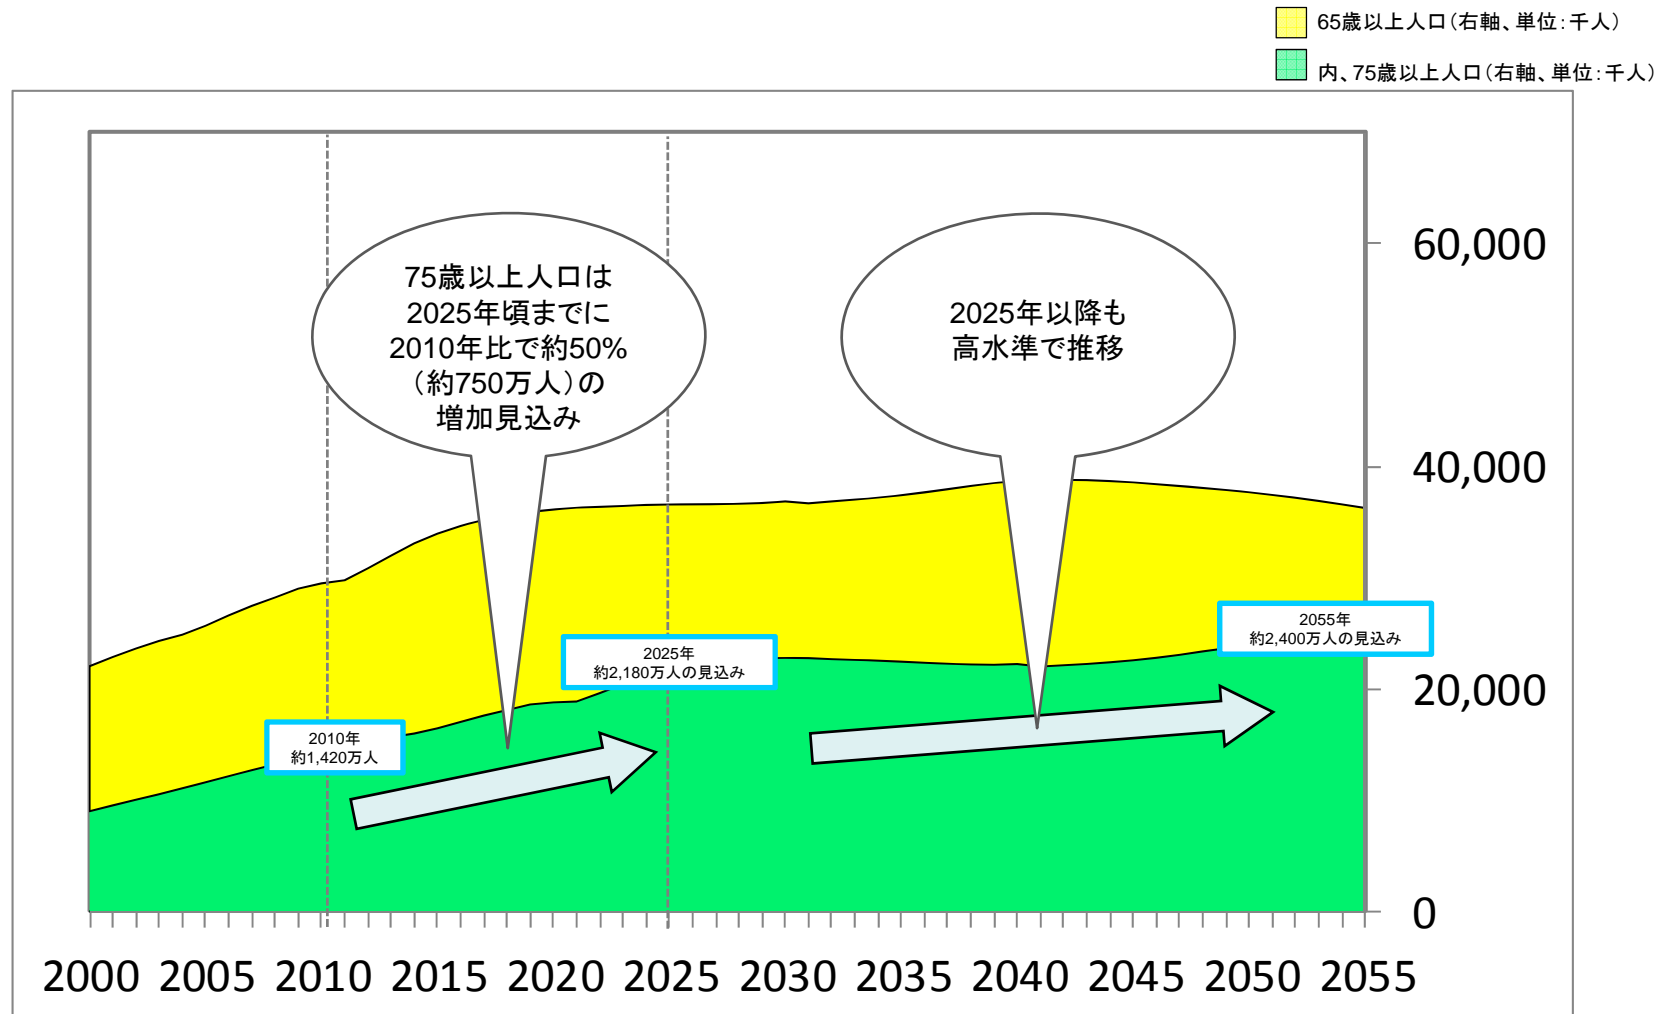 65歳以上人口(右軸、単位:千人)
内、75歳以上人口(右軸、単位:千人)
75歳以上人口は
2025年頃までに
2010年比で約50%
(約750万人)の
増加見込み
2025年以降も
高水準で推移
60,000
40,000
20,000
0
2055年
約2,400万人の見込み
2025年
約2,180万人の見込み
2010年
約1,420万人
2000 2005 2010 2015 2020 2025 2030 2035 2040 2045 2050 2055